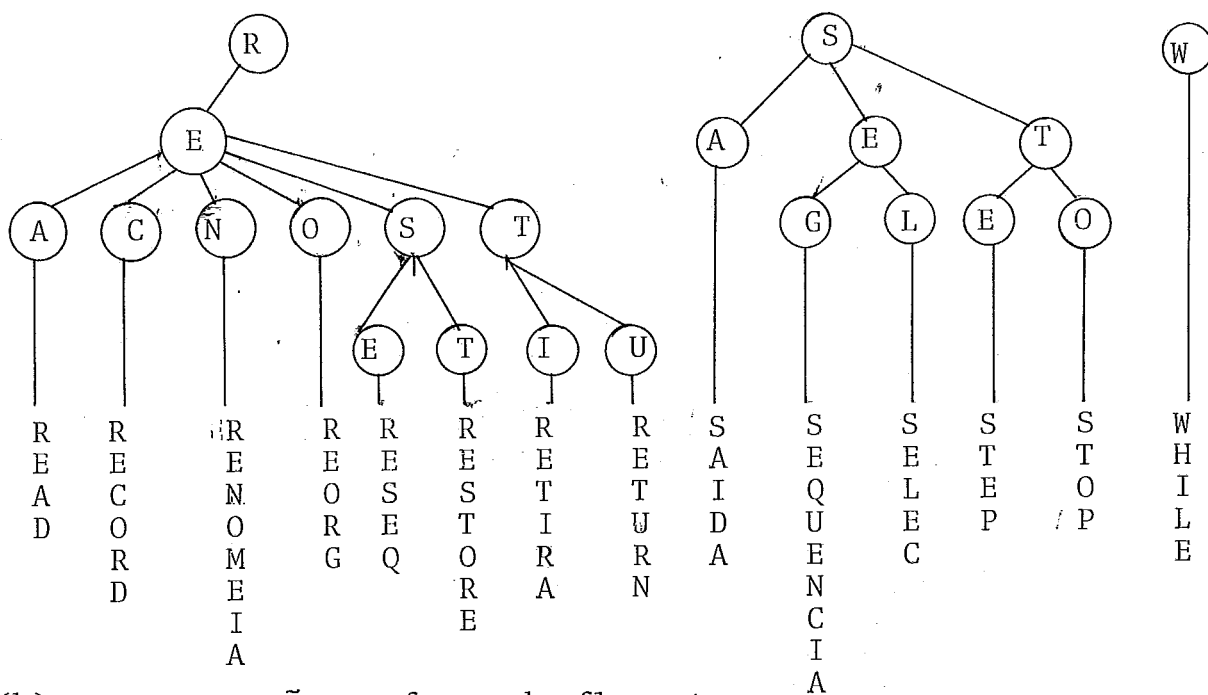 R
S
W
E
A
E
T
A
C
N
O
S
T
G
L
E
O
E
T
I
U
READ
RECORD
RENOMEIA
REORG
RESEQ
RESTORE
RETIRA
RETURN
SAIDA
SEQUENCIA
SELEC
STEP
STOP
WHILE